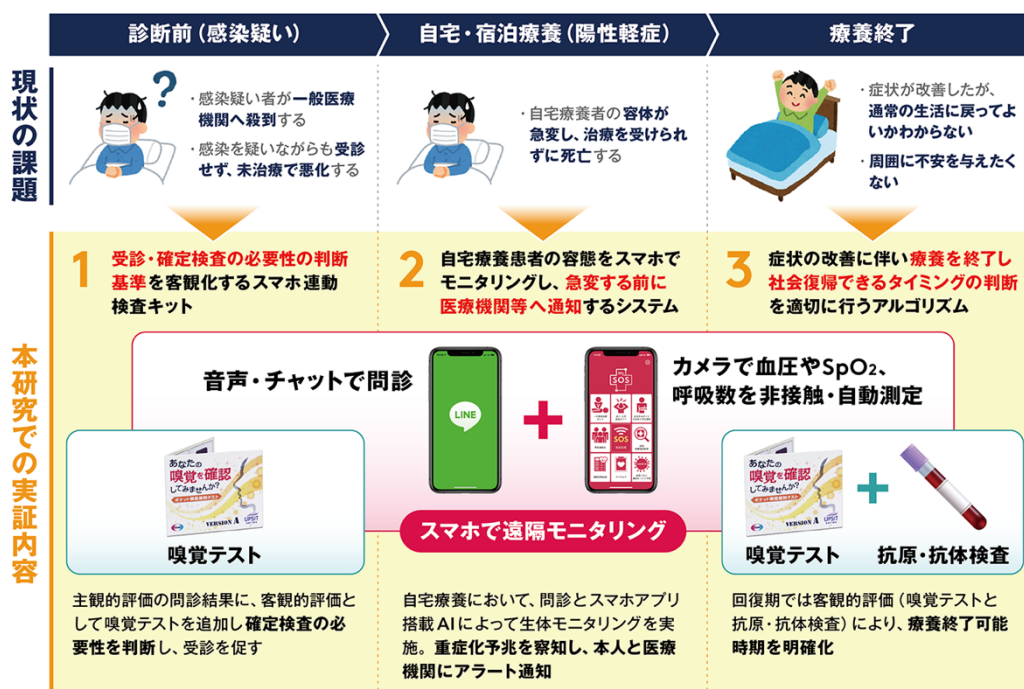 診断前(感染疑い)
自宅・宿泊療養(陽性軽症)
療養終了
現状の課題
?
・感染疑い者が一般医療
機関へ殺到する
・感染を疑いながらも受診
せず、未治療で悪化する
・自宅療養者の容体が
急変し、治療を受けられ
ずに死亡する
・症状が改善したが、
通常の生活に戻ってよ
いかわからない
・周囲に不安を与えたく
ない
本研究での実証内容
1
受診・確定検査の必要性の判断
基準を客観化するスマホ連動
検査キット
2
自宅療養患者の容態をスマホで
モニタリングし、急変する前に
医療機関等へ通知するシステム
3
症状の改善に伴い療養を終了し
社会復帰できるタイミングの判断
を適切に行うアルゴリズム
音声・チャットで問診
LINE
+
SOS
SOS
カメラで血圧やSpO₂、
呼吸数を非接触・自動測定
スマホで遠隔モニタリング
あなたの
嗅覚を確認
してみませんか?
VERSION A
UPSIT
嗅覚テスト
あなたの
嗅覚を確認
してみませんか?
VERSION A
UPSIT
嗅覚テスト
+
抗原・抗体検査
主観的評価の問診結果に、客観的評価と
して嗅覚テストを追加し確定検査の必
要性を判断し、受診を促す
自宅療養において、問診とスマホアプリ
搭載AIによって生体モニタリングを実
施。重症化予兆を察知し、本人と医療
機関にアラート通知
回復期では客観的評価(嗅覚テストと
抗原・抗体検査)により、療養終了可能
時期を明確化